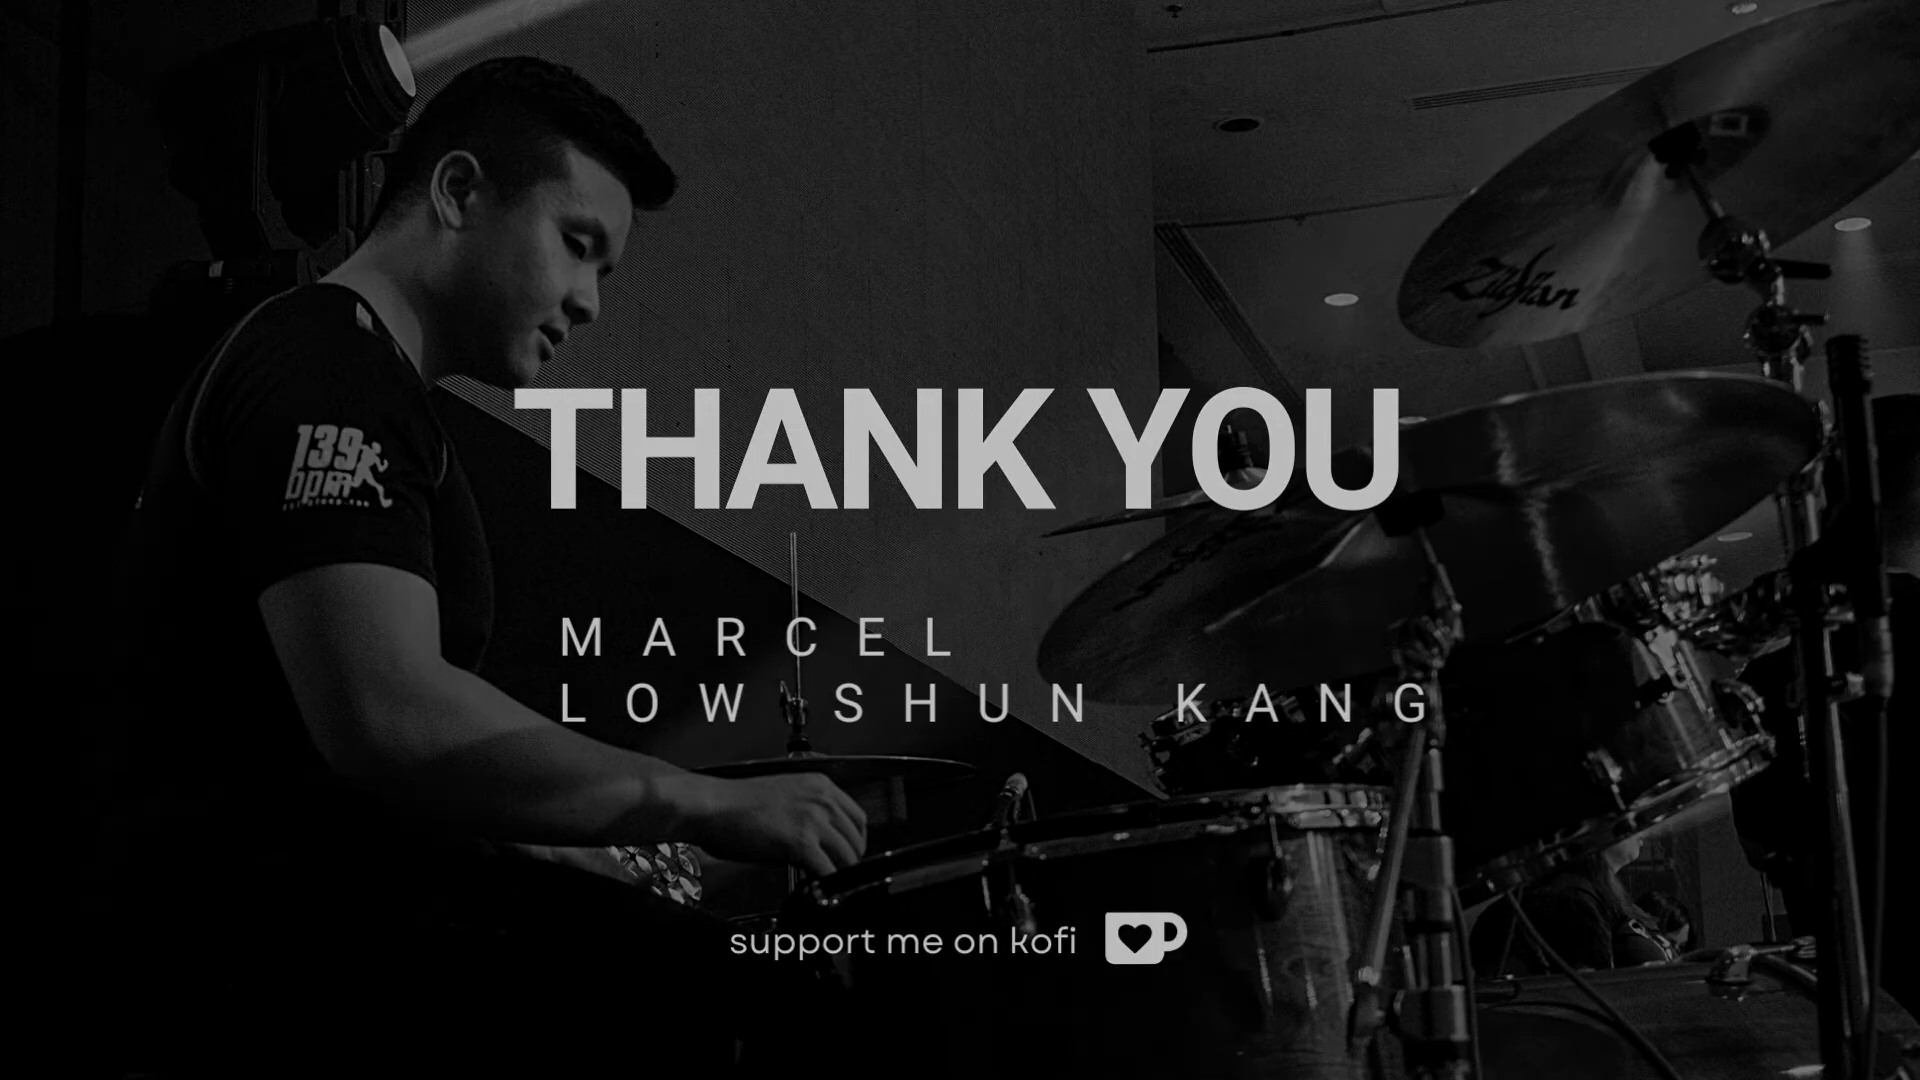 Zildjian
THANK YOU
139
bpm
MARCEL
LOW SHUN KANG
support me on kofi